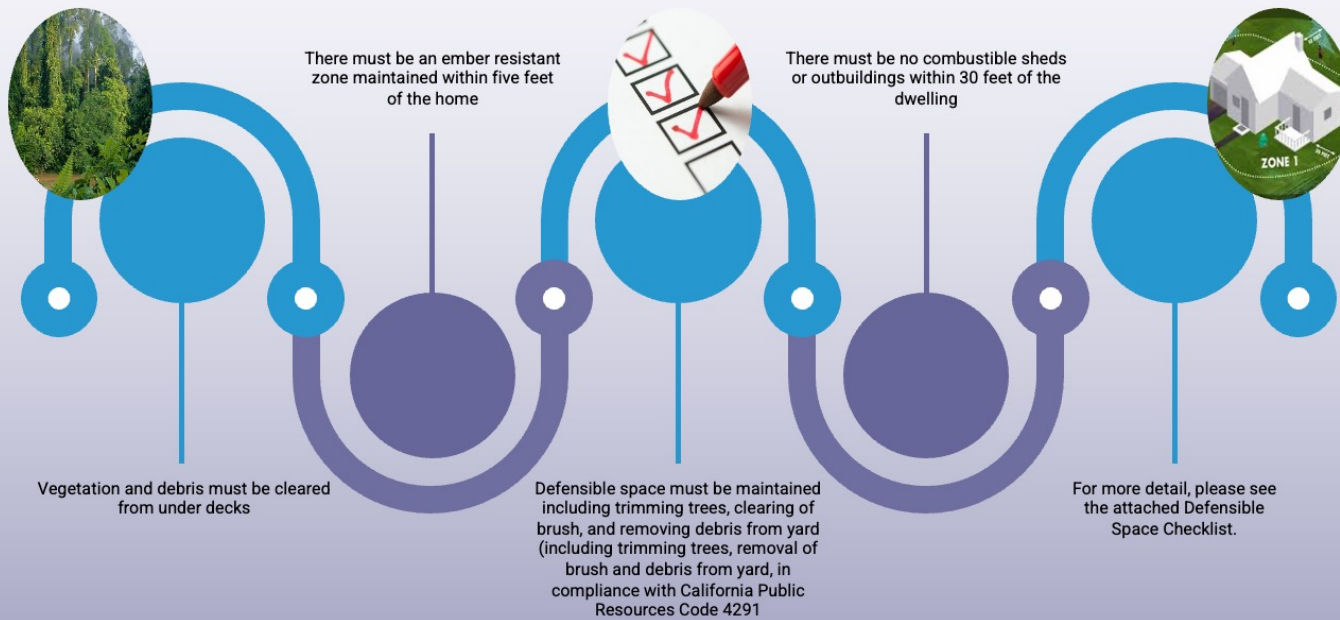 Vegetation and debris must be cleared
from under decks
There must be an ember resistant
zone maintained within five feet
of the home
Defensible space must be maintained
including trimming trees, clearing of
brush, and removing debris from yard
(including trimming trees, removal of
brush and debris from yard, in
compliance with California Public
Resources Code 4291
There must be no combustible sheds
or outbuildings within 30 feet of the
dwelling
For more detail, please see
the attached Defensible
Space Checklist.
ZONE 1